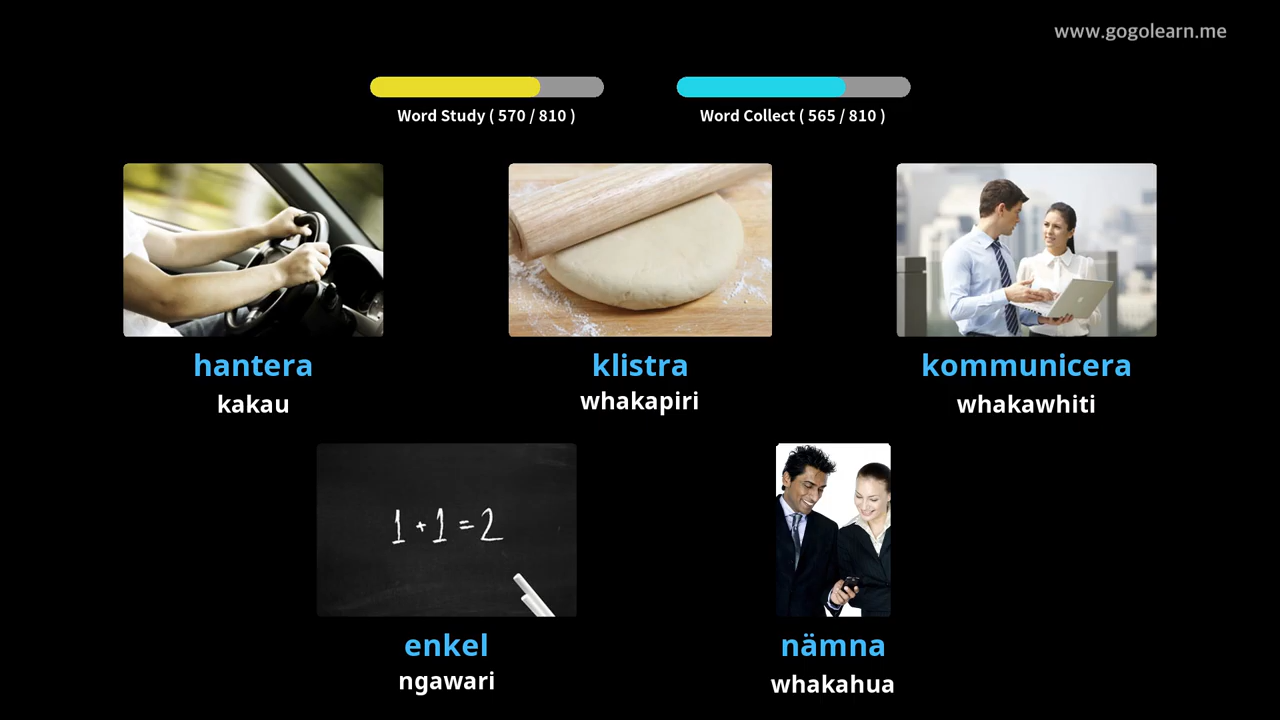 www.gogolearn.me
Word Study ( 570 / 810 )
Word Collect ( 565 / 810 )
hantera
kakau
klistra
whakapiri
kommunicera
whakawhiti
1 + 1 = 2
enkel
ngawari
nämna
whakahua